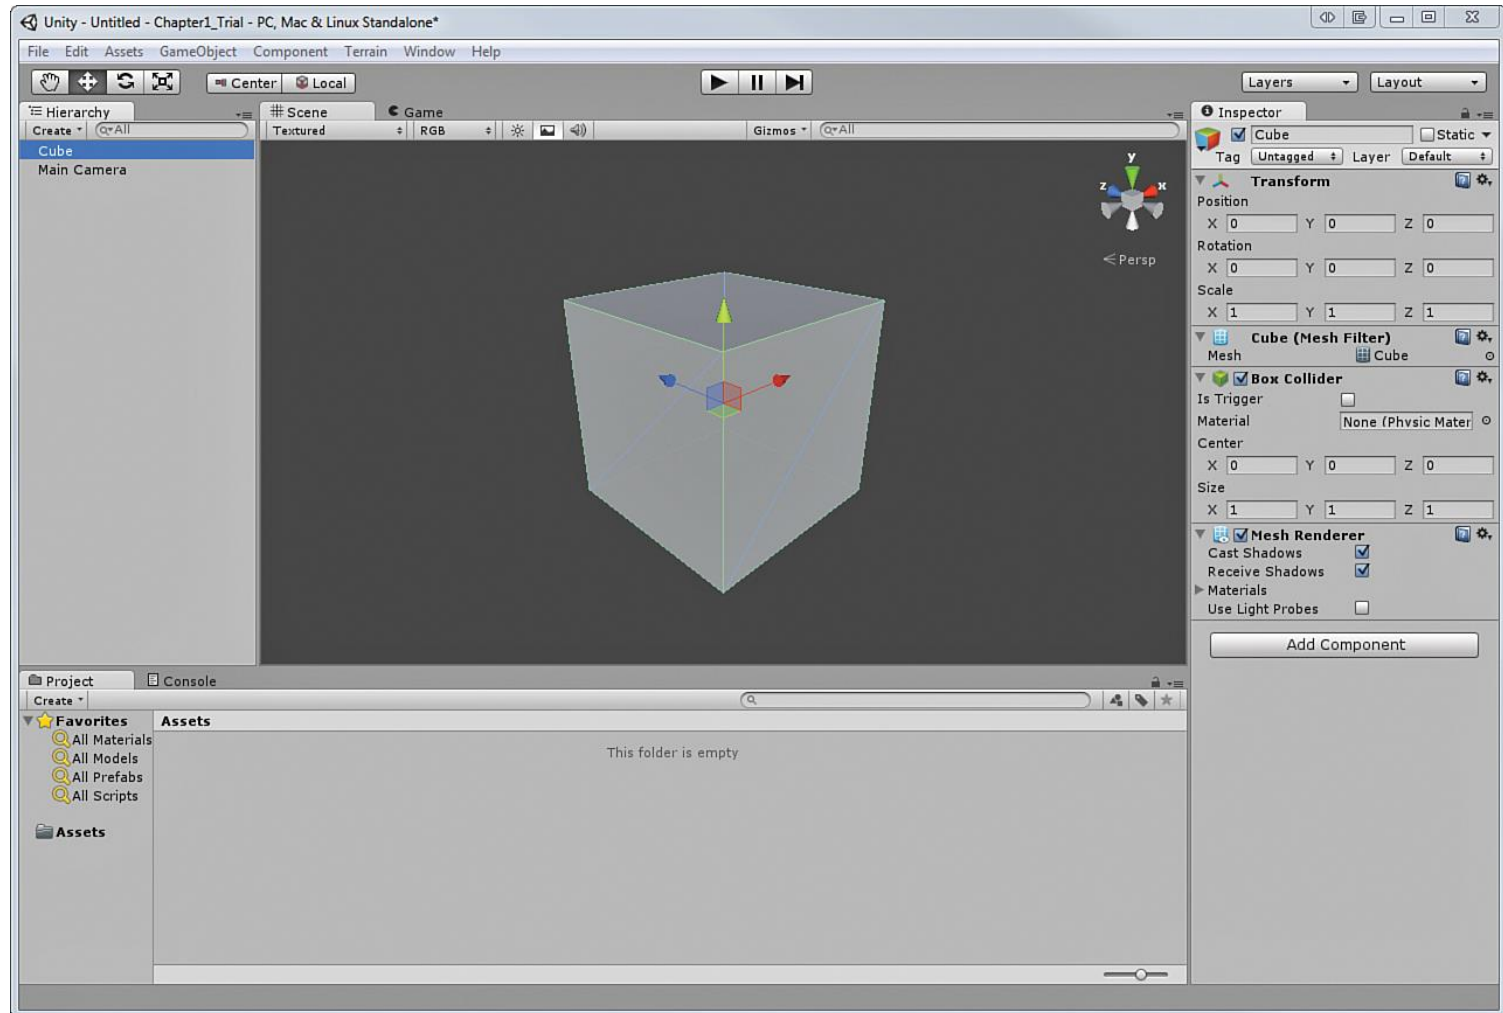 Unity - Untitled - Chapter1_Trial - PC, Mac & Linux Standalone*
File Edit Assets GameObject Component Terrain Window Help
Center Local
Layers Layout
Hierarchy
Create All
Cube
Main Camera
Scene Game
Textured RGB Gizmos All
y
z x
Persp
Inspector
Cube Static
Tag Untagged Layer Default
Transform
Position
X 0 Y 0 Z 0
Rotation
X 0 Y 0 Z 0
Scale
X 1 Y 1 Z 1
Cube (Mesh Filter)
Mesh Cube
Box Collider
Is Trigger
Material None (Physic Mater
Center
X 0 Y 0 Z 0
Size
X 1 Y 1 Z 1
Mesh Renderer
Cast Shadows
Receive Shadows
Materials
Use Light Probes
Add Component
Project Console
Create
Favorites
All Materials
All Models
All Prefabs
All Scripts
Assets
Assets
This folder is empty